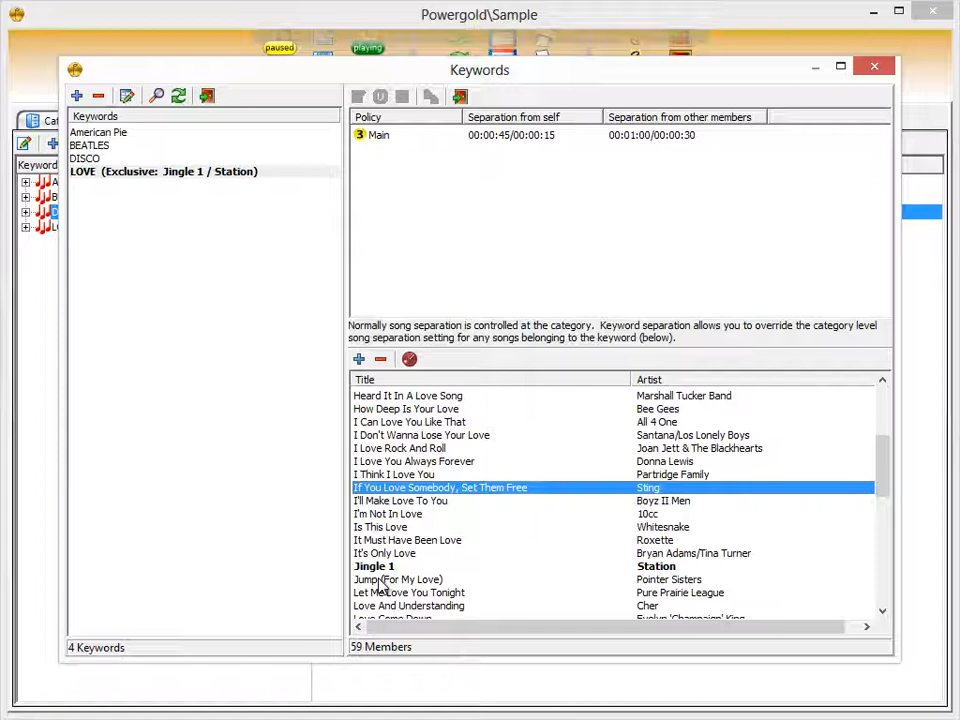 Powergold\Sample
paused
playing
Keywords
Cat
Keyword
Keywords
American Pie
BEATLES
DISCO
LOVE (Exclusive: Jingle 1 / Station)
4 Keywords
Policy Separation from self Separation from other members
3 Main 00:00:45/00:00:15 00:01:00/00:00:30
Normally song separation is controlled at the category. Keyword separation allows you to override the category level
song separation setting for any songs belonging to the keyword (below).
Title Artist
Heard It In A Love Song Marshall Tucker Band
How Deep Is Your Love Bee Gees
I Can Love You Like That All 4 One
I Don't Wanna Lose Your Love Santana/Los Lonely Boys
I Love Rock And Roll Joan Jett & The Blackhearts
I Love You Always Forever Donna Lewis
I Think I Love You Partridge Family
If You Love Somebody, Set Them Free Sting
I'll Make Love To You Boyz II Men
I'm Not In Love 10cc
Is This Love Whitesnake
It Must Have Been Love Roxette
It's Only Love Bryan Adams/Tina Turner
Jingle 1 Station
Jump (For My Love) Pointer Sisters
Let Me Love You Tonight Pure Prairie League
Love And Understanding Cher
Love Come Down Evelyn 'Champaign' King
59 Members